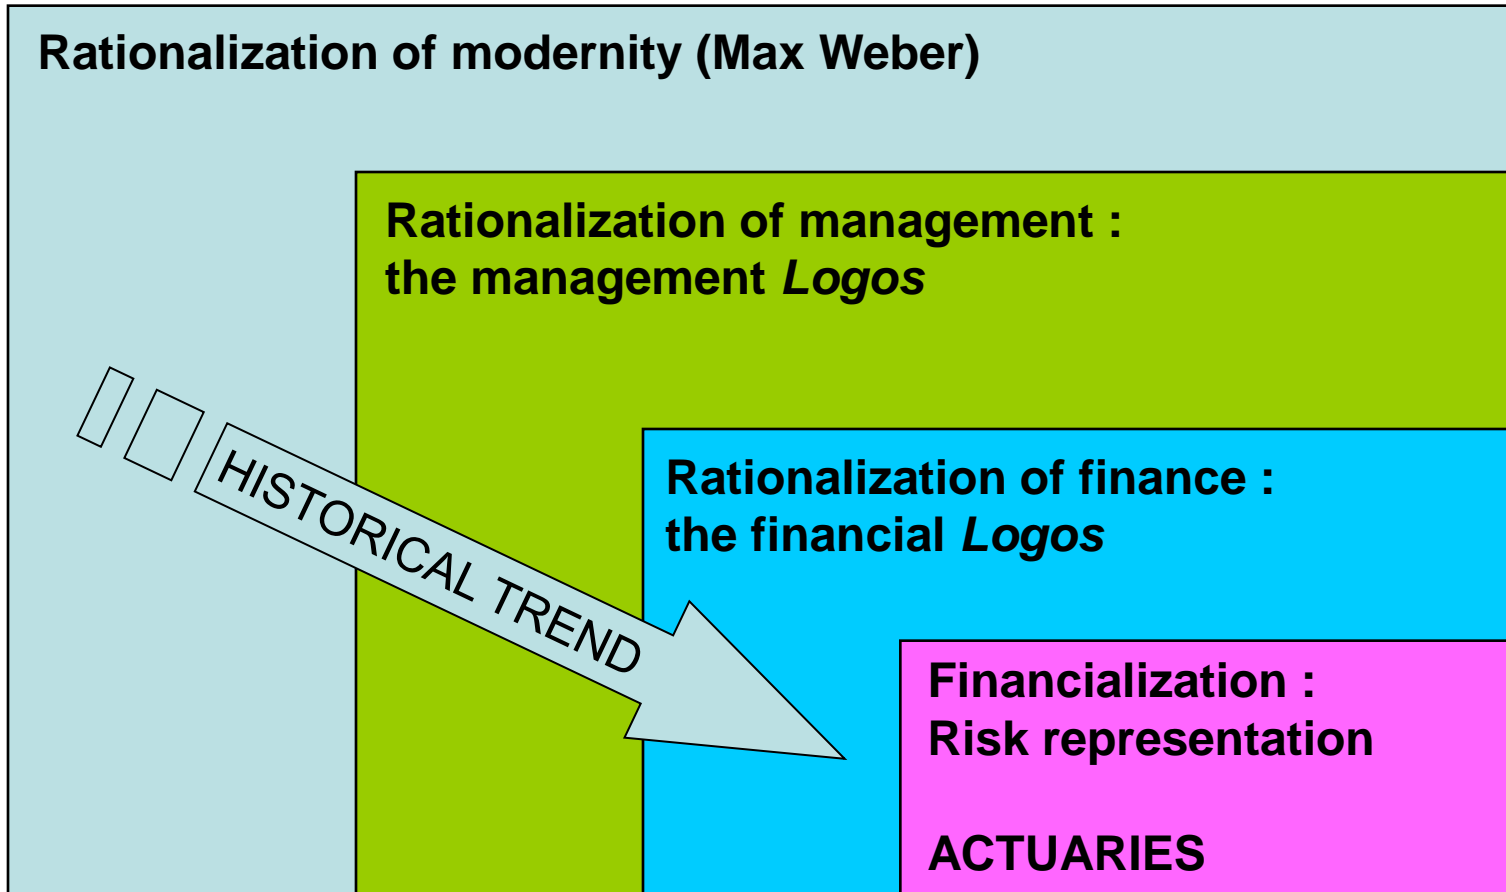 Rationalization of modernity (Max Weber)
Rationalization of management :
the management Logos
HISTORICAL TREND
Rationalization of finance :
the financial Logos
Financialization :
Risk representation
ACTUARIES